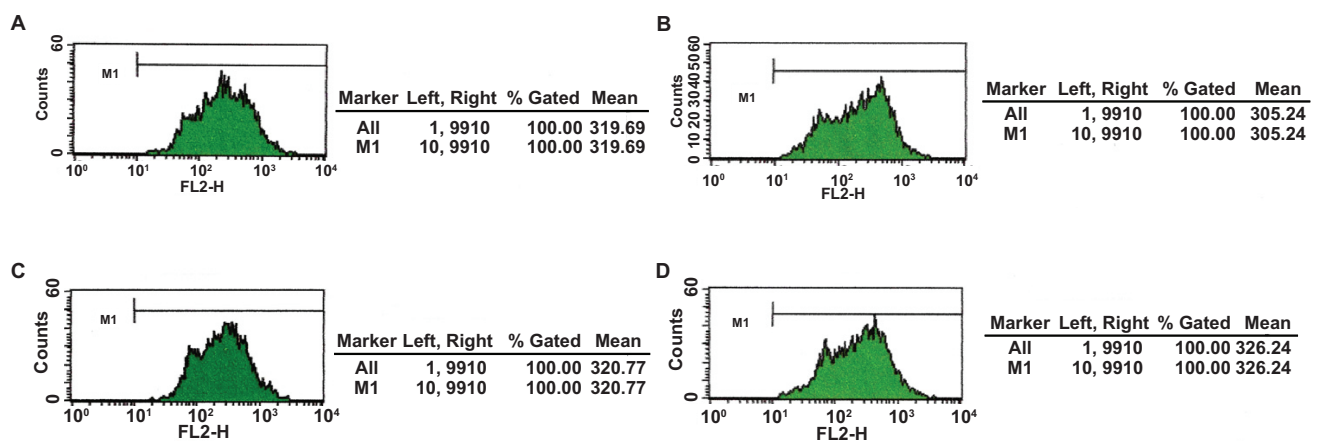 A
60
Counts
0
M1
10⁰ 10¹ 10² 10³ 10⁴
FL2-H
Marker Left, Right % Gated Mean
All 1, 9910 100.00 319.69
M1 10, 9910 100.00 319.69
B
0 10 20 30 40 50 60
Counts
M1
10⁰ 10¹ 10² 10³ 10⁴
FL2-H
Marker Left, Right % Gated Mean
All 1, 9910 100.00 305.24
M1 10, 9910 100.00 305.24
C
60
Counts
0
M1
10⁰ 10¹ 10² 10³ 10⁴
FL2-H
Marker Left, Right % Gated Mean
All 1, 9910 100.00 320.77
M1 10, 9910 100.00 320.77
D
60
Counts
0
M1
10⁰ 10¹ 10² 10³ 10⁴
FL2-H
Marker Left, Right % Gated Mean
All 1, 9910 100.00 326.24
M1 10, 9910 100.00 326.24